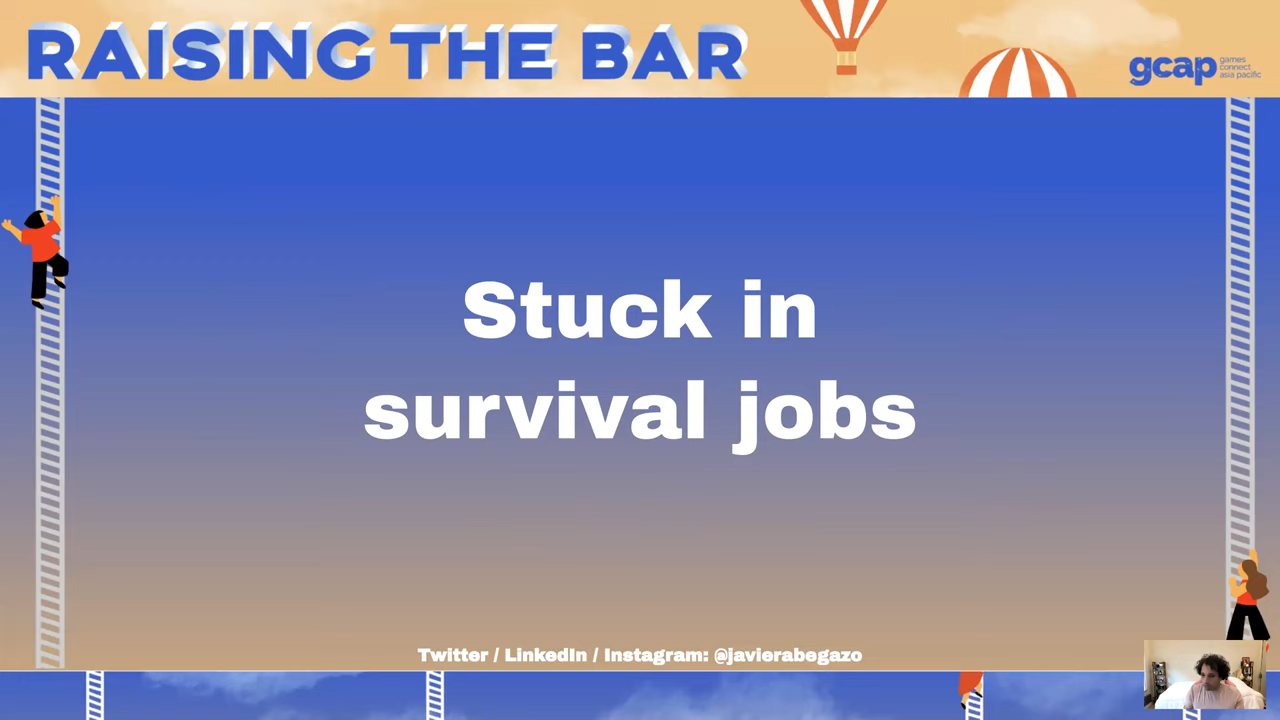 RAISING THE BAR
gcap
games
connect
asia pacific
Stuck in
survival jobs
Twitter / LinkedIn / Instagram: @javierabegazo